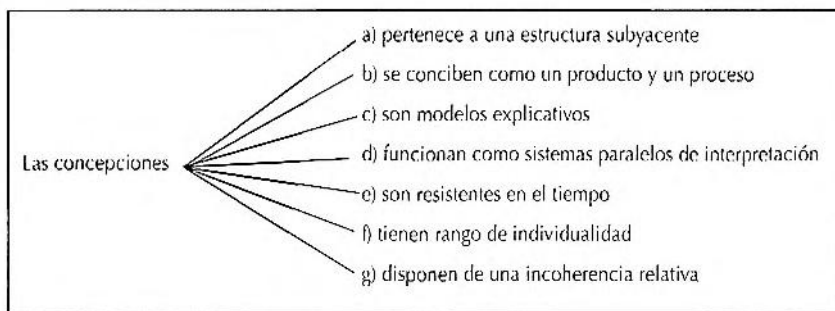 a) pertenece a una estructura subyacente
b) se conciben como un producto y un proceso
c) son modelos explicativos
Las concepciones
d) funcionan como sistemas paralelos de interpretación
e) son resistentes en el tiempo
f) tienen rango de individualidad
g) disponen de una incoherencia relativa